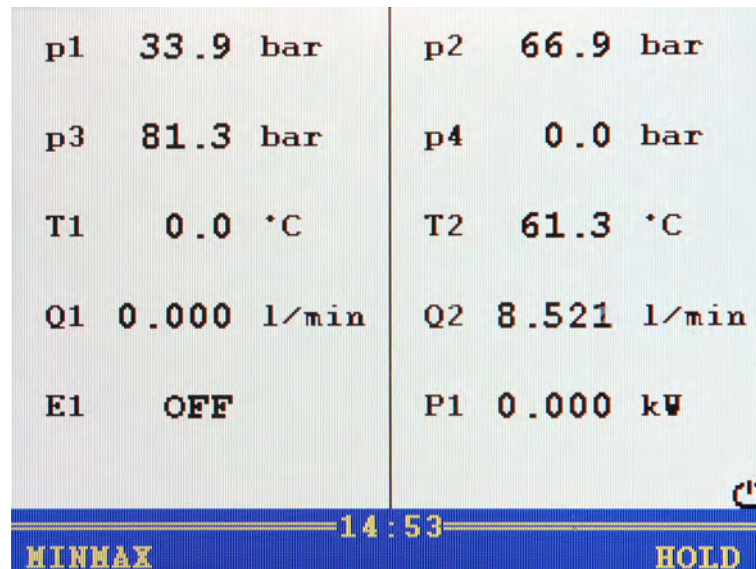 p1 33.9 bar p2 66.9 bar
p3 81.3 bar p4 0.0 bar
T1 0.0 °C T2 61.3 °C
Q1 0.000 l/min Q2 8.521 l/min
E1 OFF P1 0.000 kW
14:53
MINMAX HOLD